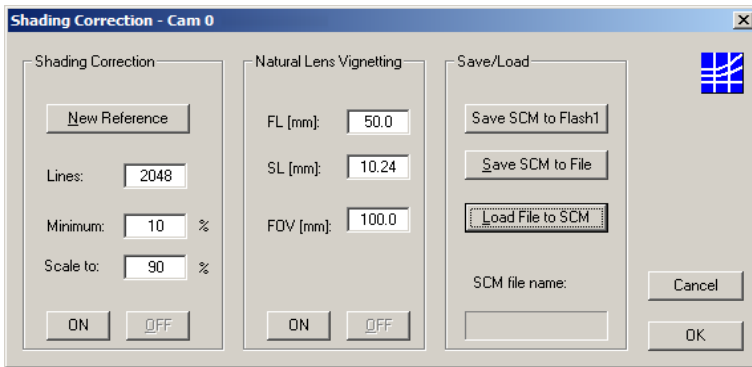 Shading Correction - Cam 0
Shading Correction
New Reference
Lines: 2048
Minimum: 10 %
Scale to: 90 %
ON OFF
Natural Lens Vignetting
FL [mm]: 50.0
SL [mm]: 10.24
FOV [mm]: 100.0
ON OFF
Save/Load
Save SCM to Flash1
Save SCM to File
Load File to SCM
SCM file name:
Cancel
OK